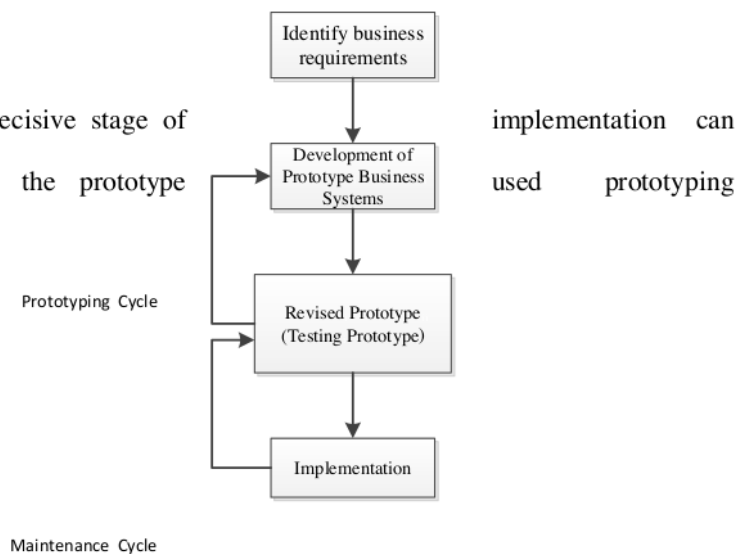 Identify business
requirements
of
implementation can
ecisive stage
Development of
Prototype Business
Systems
the prototype
used prototyping
Prototyping Cycle
Revised Prototype
(Testing Prototype)
Implementation
Maintenance Cycle